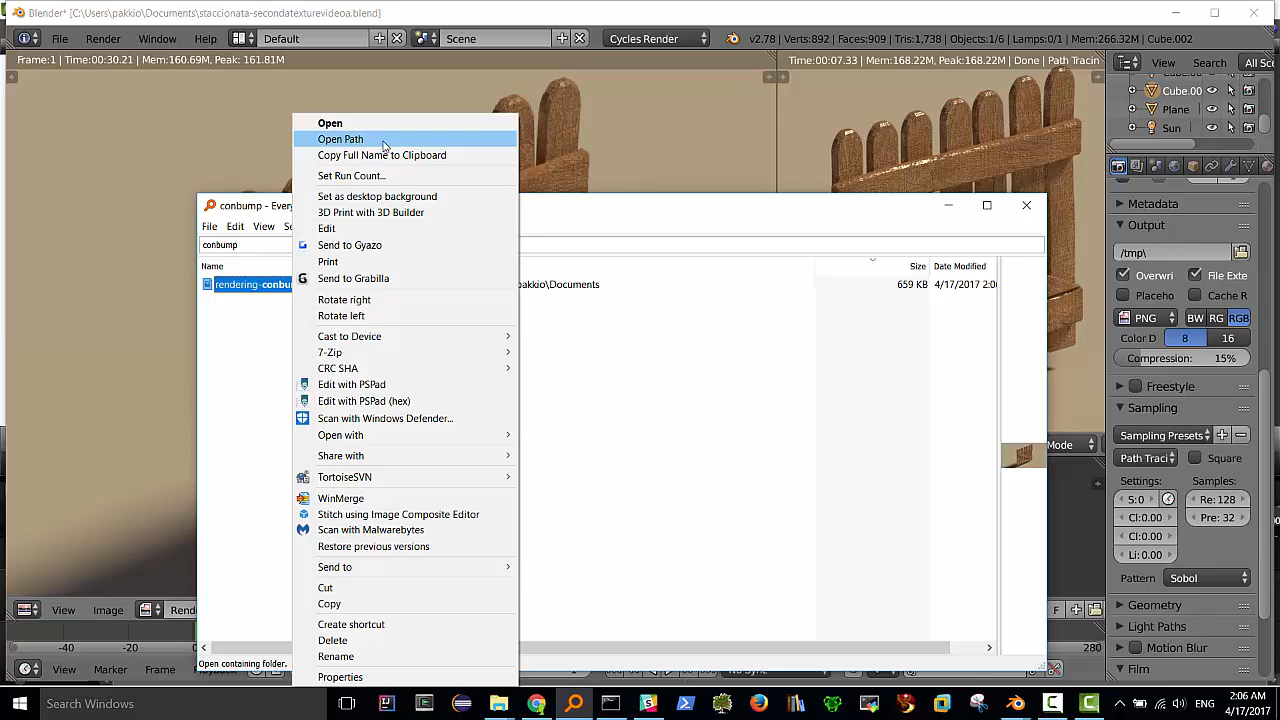 Blender* [C:\Users\pakkio\Documents\staccionata-secondatexturevideoa.blend]
File Render Window Help Default Scene Cycles Render v2.78 | Verts:892 | Faces:909 | Tris:1,738 | Objects:1/6 | Lamps:0/1 | Mem:266.32M | Cube.002
Frame:1 | Time:00:30.21 | Mem:160.69M, Peak: 161.81M
Time:00:07.33 | Mem:168.22M, Peak: 168.22M | Done | Path Tracin
View Search All Sc
Cube.00
Plane
Sun
Open
Open Path
Copy Full Name to Clipboard
Set Run Count...
Set as desktop background
3D Print with 3D Builder
Edit
Send to Gyazo
Print
Send to Grabilla
Rotate right
Rotate left
Cast to Device
7-Zip
CRC SHA
Edit with PSPad
Edit with PSPad (hex)
Scan with Windows Defender...
Open with
Share with
TortoiseSVN
WinMerge
Stitch using Image Composite Editor
Scan with Malwarebytes
Restore previous versions
Send to
Cut
Copy
Create shortcut
Delete
Rename
Properties
conbump - Every
File Edit View Se
conbump
Name Size Date Modified
rendering-conbum pakkio\Documents 659 KB 4/17/2017 2:0
Open containing folder.
Metadata
Output
/tmp\
Overwri File Exte
Placeho Cache R
PNG BW RG RGB
Color D 8 16
Compression: 15%
Freestyle
Sampling
Sampling Presets
Path Traci Square
Settings: Samples:
S:0 Re:128
Cl:0.00 Pre: 32
Cl:0.00
Li: 0.00
Pattern Sobol
Geometry
Light Paths
Motion Blur
Film
Mode
View Image Rend F
-40 -20 280
View Marker Frame No Sync
Search Windows
2:06 AM
4/17/2017